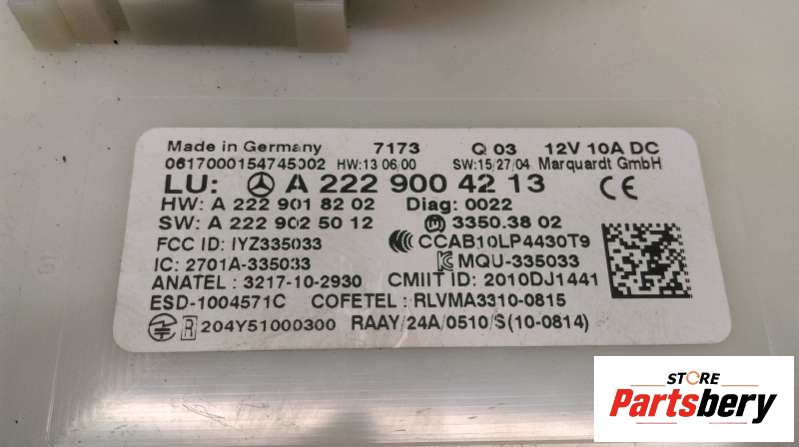 Made in Germany 7173 Q 03 12V 10A DC
0617000154745002 HW:13 06:00 SW:15/27/04 Marquardt GmbH
LU: A 222 900 42 13
HW: A 222 901 82 02 Diag: 0022
SW: A 222 902 50 12 3350.38 02
FCC ID: IYZ335033 CCC CCAB10LP4430T9
IC: 2701A-335033 MQU-335033
ANATEL: 3217-10-2930 CMIIT ID: 2010DJ1441
ESD-1004571C COFETEL: RLVMA3310-0815
R 204Y51000300 RAAY/24A/0510/S(10-0814)
CE
STORE
Partsbery